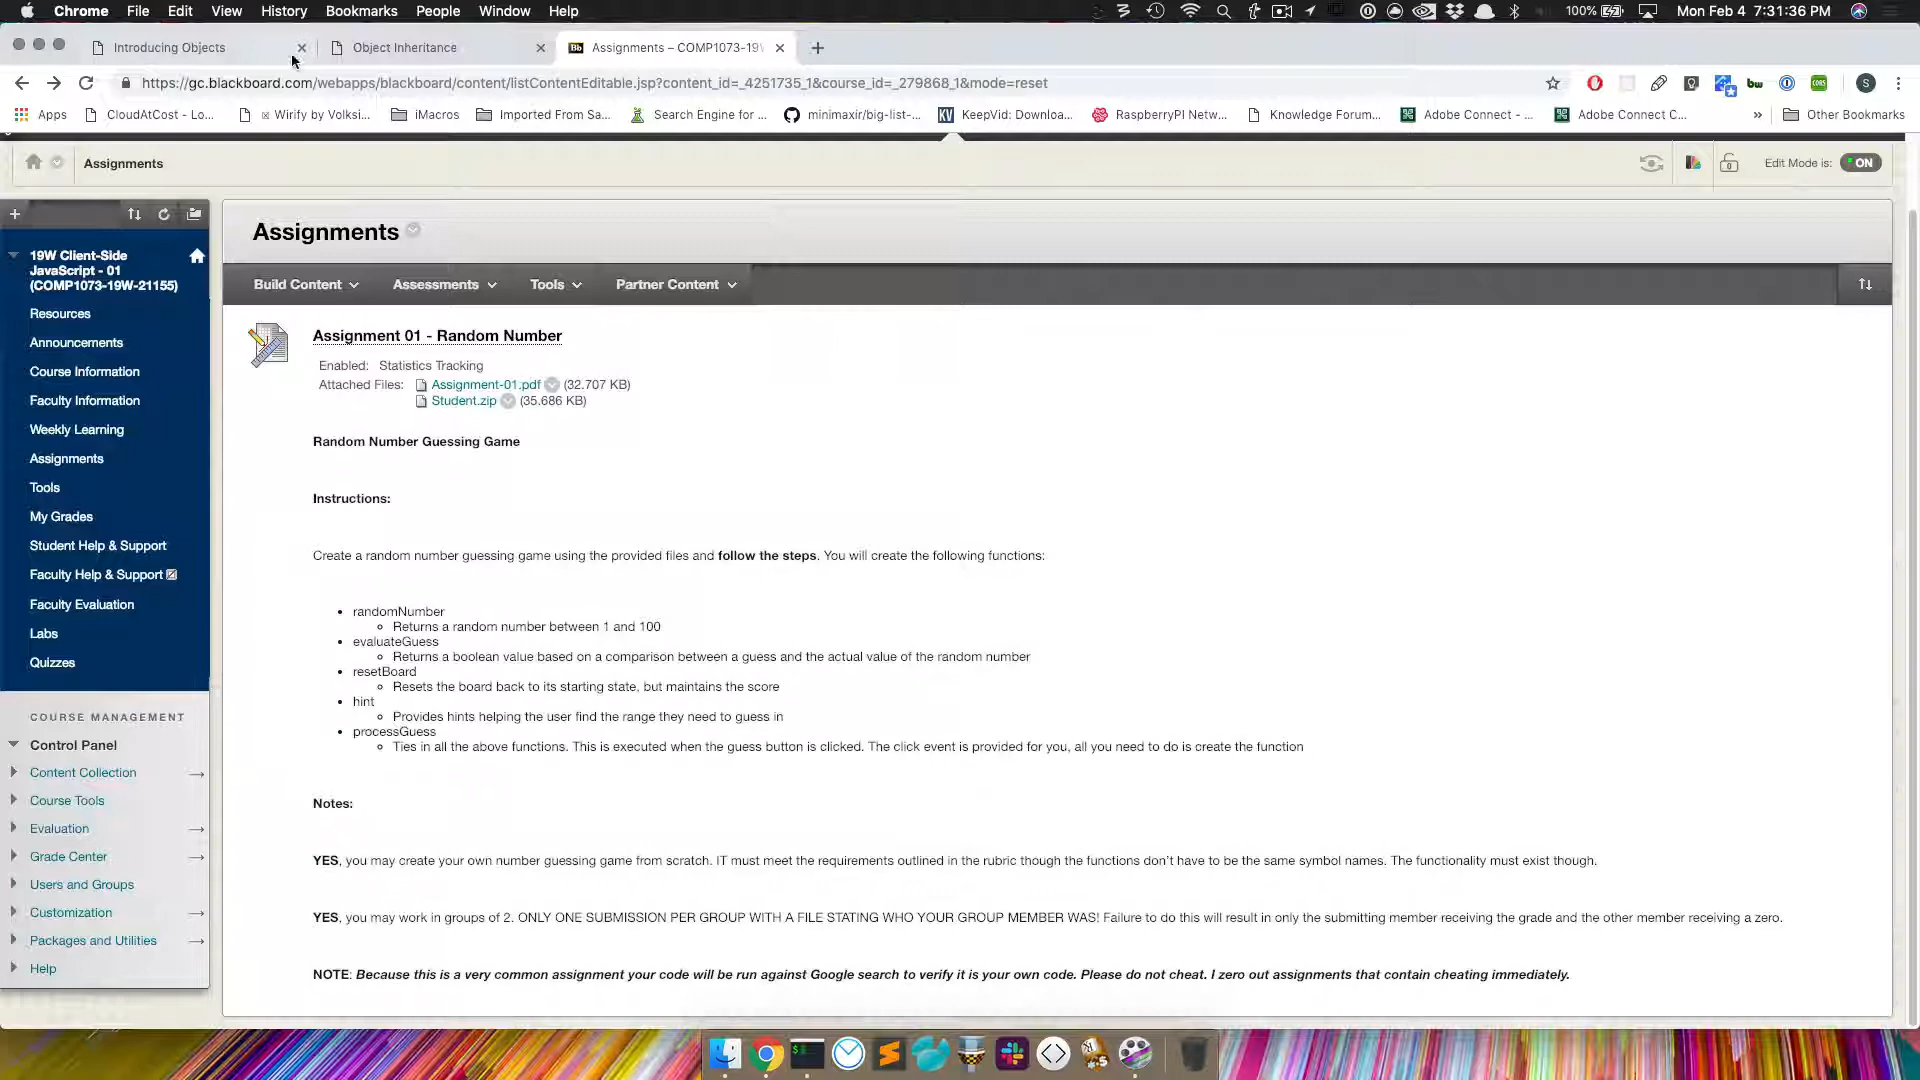 Chrome File Edit View History Bookmarks People Window Help 100% Mon Feb 4 7:31:36 PM
Introducing Objects Object Inheritance Assignments – COMP1073-19W
https://gc.blackboard.com/webapps/blackboard/content/listContentEditable.jsp?content_id=_4251735_1&course_id=_279868_1&mode=reset
Apps CloudAtCost - Lo... Wirify by Volksi... iMacros Imported From Sa... Search Engine for ... minimaxir/big-list-... KeepVid: Downloa... RaspberryPI Netw... Knowledge Forum... Adobe Connect - ... Adobe Connect C... » Other Bookmarks
Assignments Edit Mode is: ON
Assignments
Build Content Assessments Tools Partner Content
19W Client-Side
JavaScript - 01
(COMP1073-19W-21155)
Resources
Announcements
Course Information
Faculty Information
Weekly Learning
Assignments
Tools
My Grades
Student Help & Support
Faculty Help & Support
Faculty Evaluation
Labs
Quizzes
COURSE MANAGEMENT
Control Panel
Content Collection
Course Tools
Evaluation
Grade Center
Users and Groups
Customization
Packages and Utilities
Help
Assignment 01 - Random Number
Enabled: Statistics Tracking
Attached Files: Assignment-01.pdf (32.707 KB)
Student.zip (35.686 KB)
Random Number Guessing Game
Instructions:
Create a random number guessing game using the provided files and follow the steps. You will create the following functions:
• randomNumber
Returns a random number between 1 and 100
• evaluateGuess
Returns a boolean value based on a comparison between a guess and the actual value of the random number
• resetBoard
Resets the board back to its starting state, but maintains the score
• hint
Provides hints helping the user find the range they need to guess in
• processGuess
Ties in all the above functions. This is executed when the guess button is clicked. The click event is provided for you, all you need to do is create the function
Notes:
YES, you may create your own number guessing game from scratch. IT must meet the requirements outlined in the rubric though the functions don't have to be the same symbol names. The functionality must exist though.
YES, you may work in groups of 2. ONLY ONE SUBMISSION PER GROUP WITH A FILE STATING WHO YOUR GROUP MEMBER WAS! Failure to do this will result in only the submitting member receiving the grade and the other member receiving a zero.
NOTE: Because this is a very common assignment your code will be run against Google search to verify it is your own code. Please do not cheat. I zero out assignments that contain cheating immediately.